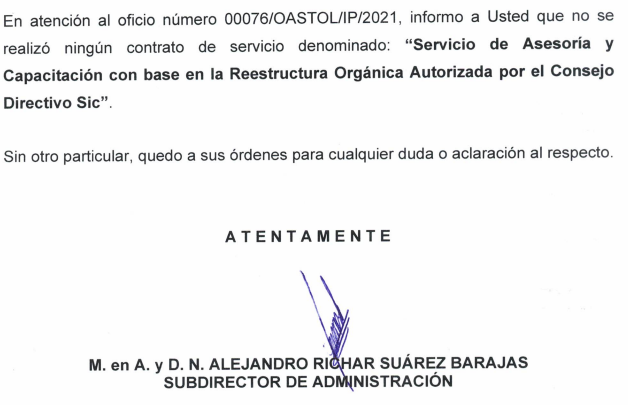 En atención al oficio número 00076/OASTOL/IP/2021, informo a Usted que no se
realizó ningún contrato de servicio denominado: “Servicio de Asesoría y
Capacitación con base en la Reestructura Orgánica Autorizada por el Consejo
Directivo Sic”.
Sin otro particular, quedo a sus órdenes para cualquier duda o aclaración al respecto.
A T E N T A M E N T E
M. en A. y D. N. ALEJANDRO RICHAR SUÁREZ BARAJAS
SUBDIRECTOR DE ADMINISTRACIÓN